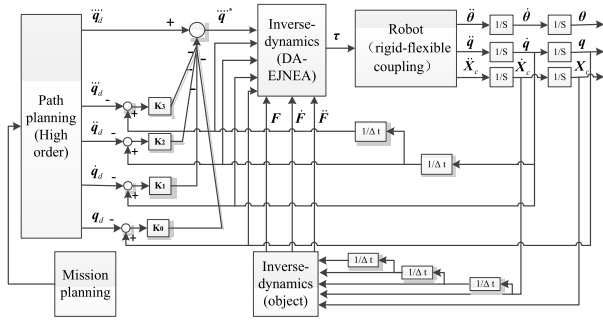 q⃜_d
+
q⃜*
Inverse-
dynamics
(DA-
EJNEA)
τ
Robot
(rigid-flexible
coupling)
θ̈
1/S
θ̇
1/S
θ
q̈
1/S
q̇
1/S
q
Ẍ_c
1/S
Ẋ_c
1/S
X_c
-
-
-
-
Path
planning
(High
order)
q⃛_d
-
+
K3
q̈_d
-
+
K2
q̇_d
-
+
K1
q_d
-
+
K0
F
Ḟ
F̈
1/Δ t
1/Δ t
Mission
planning
Inverse-
dynamics
(object)
1/Δ t
1/Δ t
1/Δ t